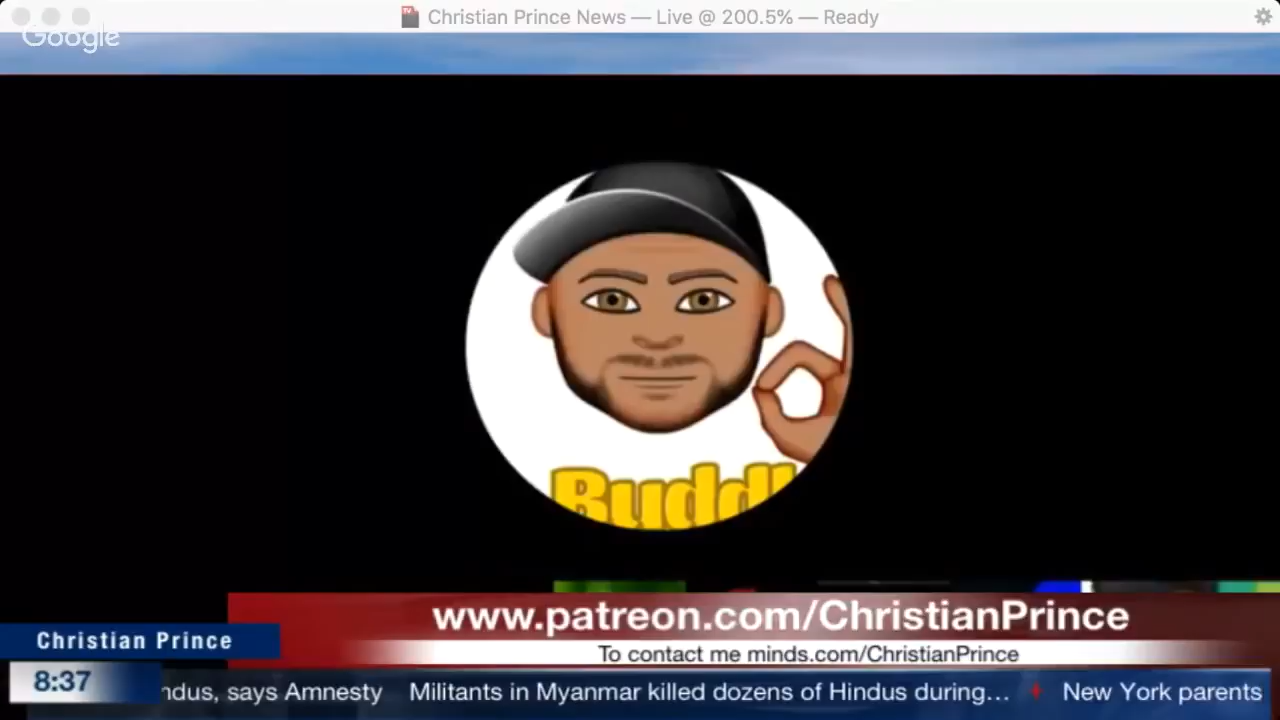 Christian Prince News — Live @ 200.5% — Ready
Google
www.patreon.com/ChristianPrince
Christian Prince
To contact me minds.com/ChristianPrince
8:37
says Amnesty Militants in Myanmar killed dozens of Hindus during... New York parents